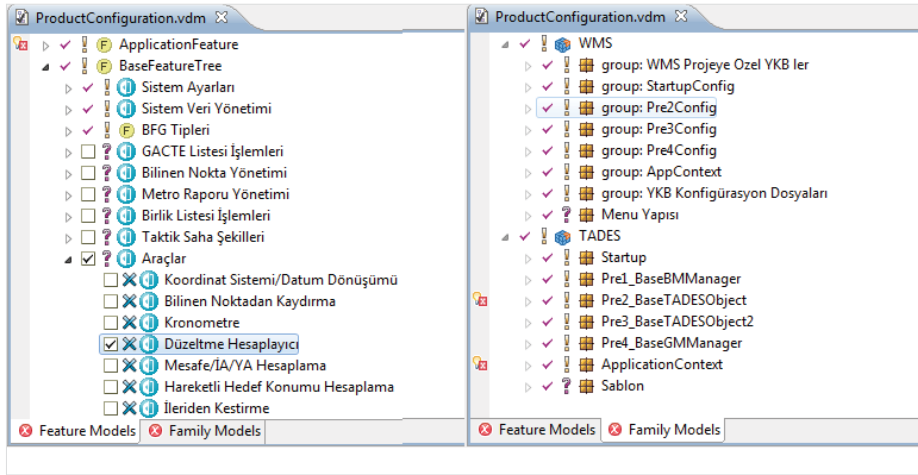 ProductConfiguration.vdm
ApplicationFeature
BaseFeatureTree
Sistem Ayarları
Sistem Veri Yönetimi
BFG Tipleri
GACTE Listesi İşlemleri
Bilinen Nokta Yönetimi
Metro Raporu Yönetimi
Birlik Listesi İşlemleri
Taktik Saha Şekilleri
Araçlar
Koordinat Sistemi/Datum Dönüşümü
Bilinen Noktadan Kaydırma
Kronometre
Düzeltme Hesaplayıcı
Mesafe/İA/YA Hesaplama
Hareketli Hedef Konumu Hesaplama
İleriden Kestirme
Feature Models Family Models
ProductConfiguration.vdm
WMS
group: WMS Projeye Ozel YKB ler
group: StartupConfig
group: Pre2Config
group: Pre3Config
group: Pre4Config
group: AppContext
group: YKB Konfigürasyon Dosyaları
Menu Yapısı
TADES
Startup
Pre1_BaseBMManager
Pre2_BaseTADESObject
Pre3_BaseTADESObject2
Pre4_BaseGMManager
ApplicationContext
Sablon
Feature Models Family Models